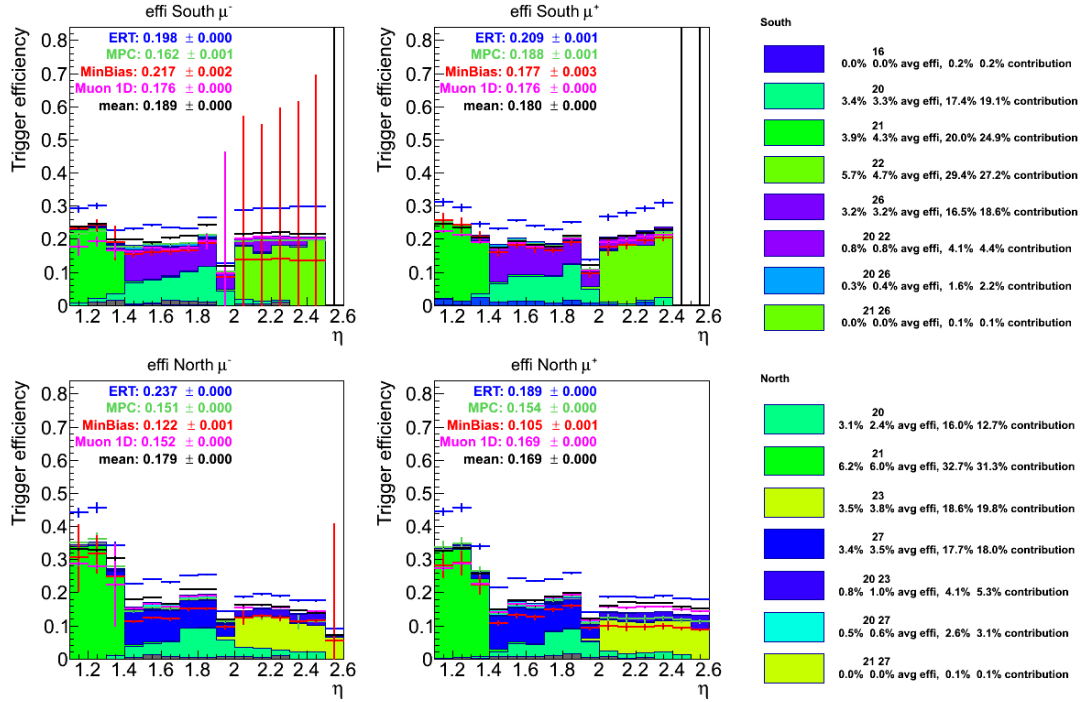 effi South μ-
Trigger efficiency
ERT: 0.198 ± 0.000
MPC: 0.162 ± 0.001
MinBias: 0.217 ± 0.002
Muon 1D: 0.176 ± 0.000
mean: 0.189 ± 0.000
0.8
0.7
0.6
0.5
0.4
0.3
0.2
0.1
0
1.2 1.4 1.6 1.8 2 2.2 2.4 2.6
η
effi South μ+
Trigger efficiency
ERT: 0.209 ± 0.001
MPC: 0.188 ± 0.001
MinBias: 0.177 ± 0.003
Muon 1D: 0.176 ± 0.000
mean: 0.180 ± 0.000
0.8
0.7
0.6
0.5
0.4
0.3
0.2
0.1
0
1.2 1.4 1.6 1.8 2 2.2 2.4 2.6
η
South
16
0.0% 0.0% avg effi, 0.2% 0.2% contribution
20
3.4% 3.3% avg effi, 17.4% 19.1% contribution
21
3.9% 4.3% avg effi, 20.0% 24.9% contribution
22
5.7% 4.7% avg effi, 29.4% 27.2% contribution
26
3.2% 3.2% avg effi, 16.5% 18.6% contribution
20 22
0.8% 0.8% avg effi, 4.1% 4.4% contribution
20 26
0.3% 0.4% avg effi, 1.6% 2.2% contribution
21 26
0.0% 0.0% avg effi, 0.1% 0.1% contribution
effi North μ-
Trigger efficiency
ERT: 0.237 ± 0.000
MPC: 0.151 ± 0.000
MinBias: 0.122 ± 0.001
Muon 1D: 0.152 ± 0.000
mean: 0.179 ± 0.000
0.8
0.7
0.6
0.5
0.4
0.3
0.2
0.1
0
1.2 1.4 1.6 1.8 2 2.2 2.4 2.6
η
effi North μ+
Trigger efficiency
ERT: 0.189 ± 0.000
MPC: 0.154 ± 0.000
MinBias: 0.105 ± 0.001
Muon 1D: 0.169 ± 0.000
mean: 0.169 ± 0.000
0.8
0.7
0.6
0.5
0.4
0.3
0.2
0.1
0
1.2 1.4 1.6 1.8 2 2.2 2.4 2.6
η
North
20
3.1% 2.4% avg effi, 16.0% 12.7% contribution
21
6.2% 6.0% avg effi, 32.7% 31.3% contribution
23
3.5% 3.8% avg effi, 18.6% 19.8% contribution
27
3.4% 3.5% avg effi, 17.7% 18.0% contribution
20 23
0.8% 1.0% avg effi, 4.1% 5.3% contribution
20 27
0.5% 0.6% avg effi, 2.6% 3.1% contribution
21 27
0.0% 0.0% avg effi, 0.1% 0.1% contribution